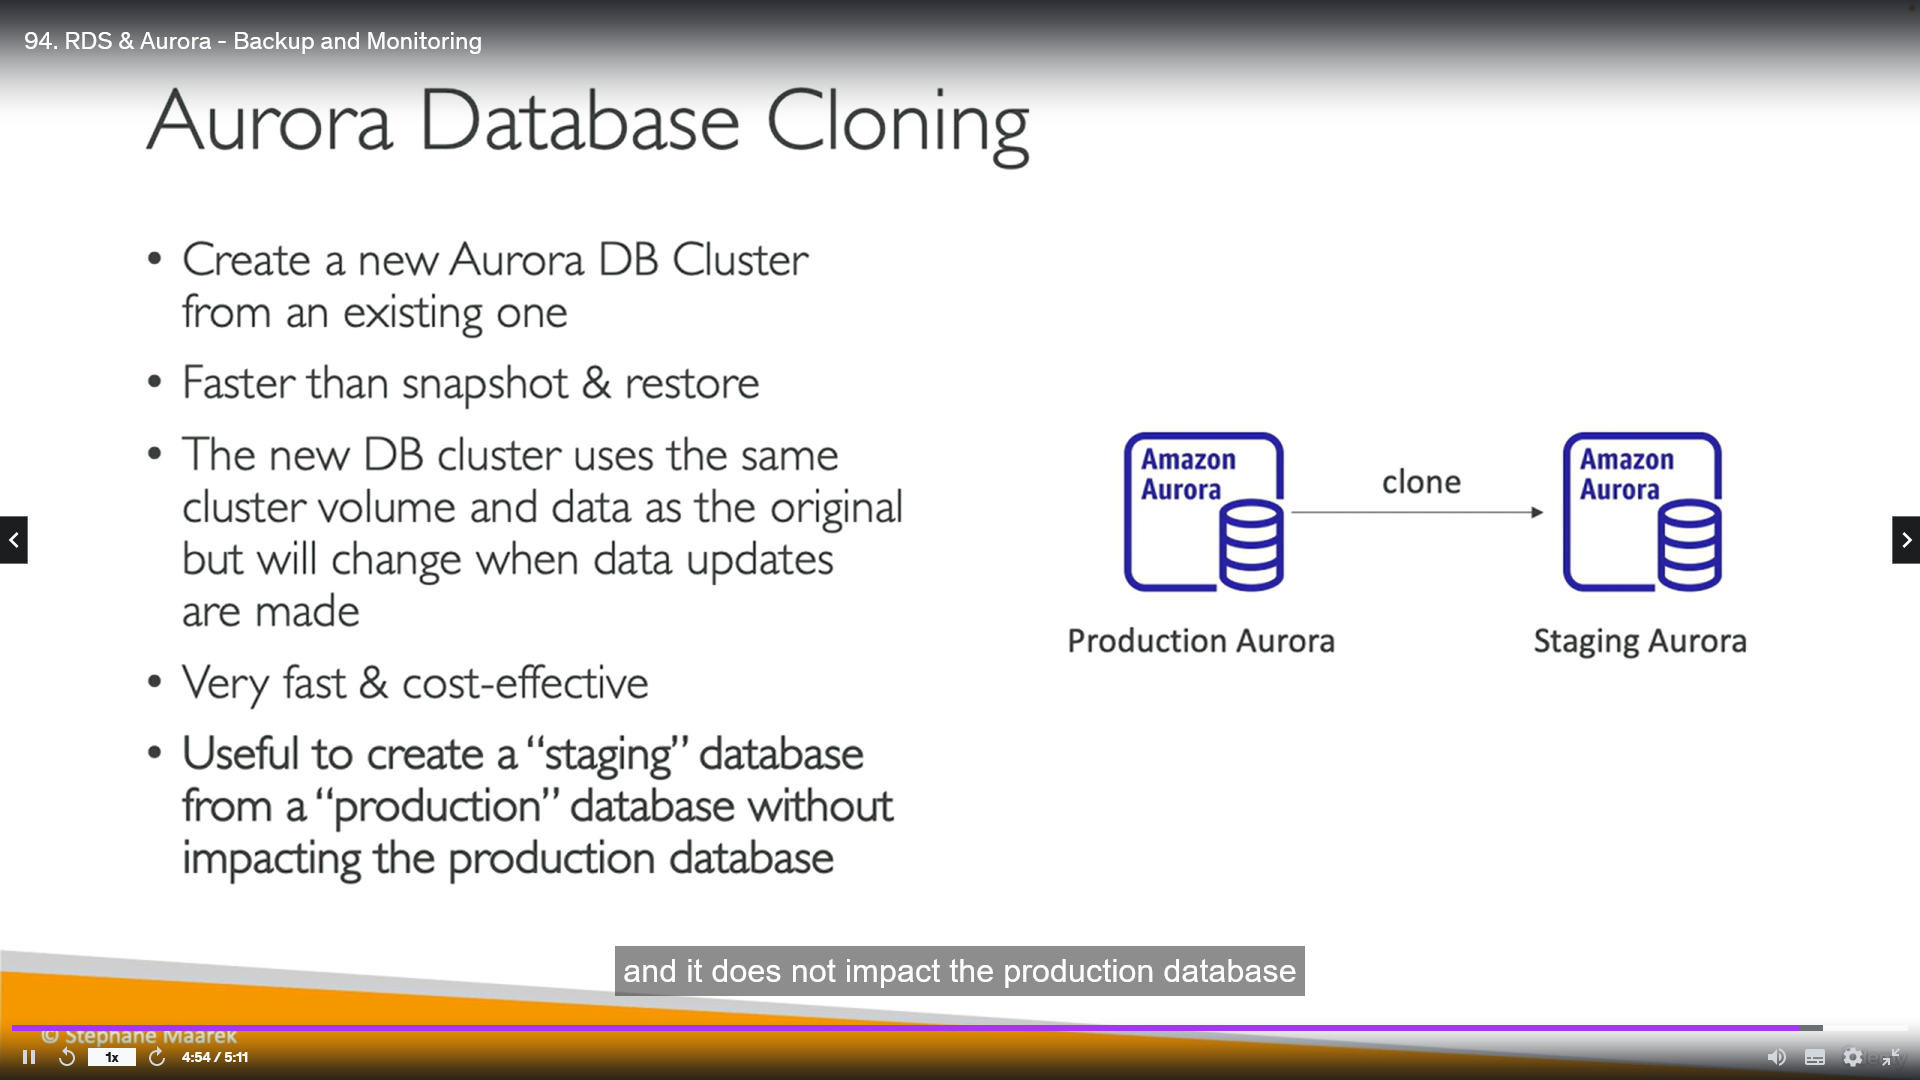 94. RDS & Aurora - Backup and Monitoring
Aurora Database Cloning
• Create a new Aurora DB Cluster
from an existing one
• Faster than snapshot & restore
• The new DB cluster uses the same
cluster volume and data as the original
but will change when data updates
are made
• Very fast & cost-effective
• Useful to create a “staging” database
from a “production” database without
impacting the production database
Amazon
Aurora
clone
Amazon
Aurora
Production Aurora
Staging Aurora
and it does not impact the production database
© Stephane Maarek
1x
4:54 / 5:11